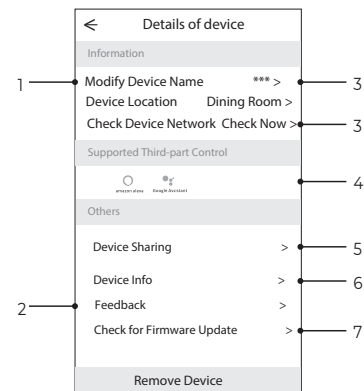 Details of device
Information
1
Modify Device Name *** > 3
Device Location Dining Room >
Check Device Network Check Now > 3
Supported Third-part Control
amazon alexa Google Assistant 4
Others
Device Sharing > 5
Device Info > 6
2 Feedback >
Check for Firmware Update > 7
Remove Device